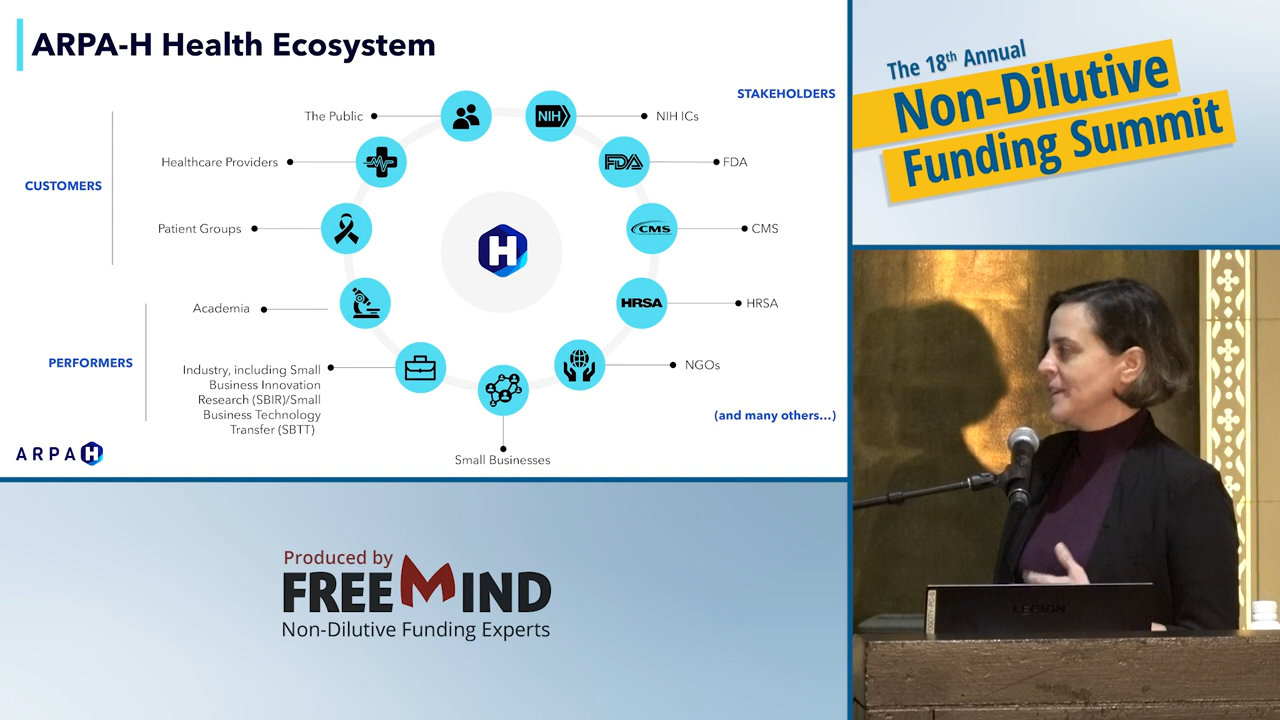 ARPA-H Health Ecosystem
STAKEHOLDERS
The Public
NIH
NIH ICs
Healthcare Providers
FDA
FDA
CUSTOMERS
Patient Groups
CMS
CMS
H
Academia
HRSA
HRSA
PERFORMERS
Industry, including Small
Business Innovation
Research (SBIR)/Small
Business Technology
Transfer (SBTT)
NGOs
(and many others...)
ARPA H
Small Businesses
The 18th Annual
Non-Dilutive
Funding Summit
Produced by
FREEMIND
Non-Dilutive Funding Experts
LEGION